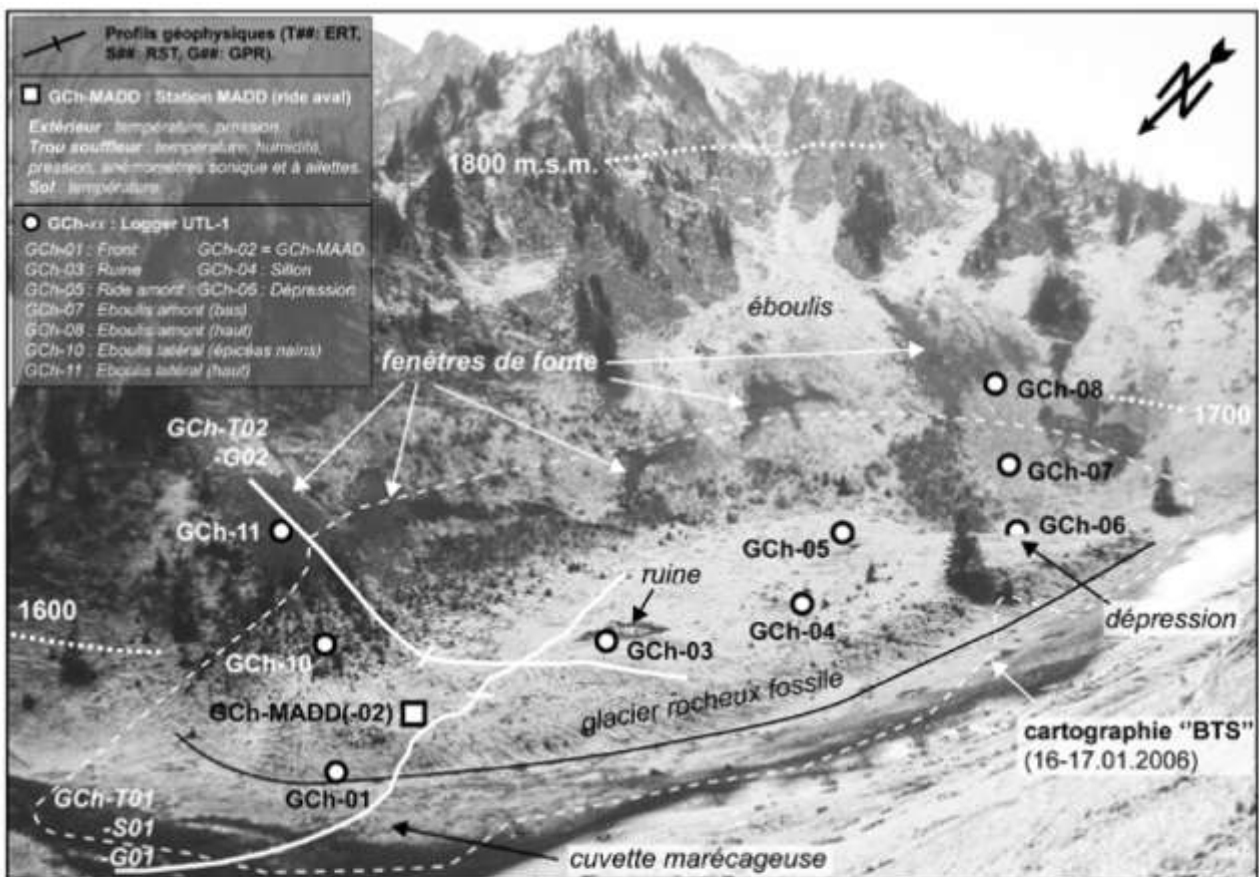 Profils géophysiques (T##: ERT,
S##: RST, G##: GPR).
GCh-MADD : Station MADD (ride aval)
Extérieur : température, pression
Trou souffleur : température, humidité,
pression, anémomètres sonique et à ailettes.
Sol : température
GCh-xx : Logger UTL-1
GCh-01 : Front GCh-02 = GCh-MAAD
GCh-03 : Ruine GCh-04 : Sillon
GCh-05 : Ride amont GCh-06 : Dépression
GCh-07 : Eboulis amont (bas)
GCh-08 : Eboulis amont (haut)
GCh-10 : Eboulis latéral (épicéas nains)
GCh-11 : Eboulis latéral (haut)
N
1800 m.s.m.
éboulis
fenêtres de fonte
GCh-08
1700
GCh-T02
-G02
GCh-07
GCh-11
GCh-05
GCh-06
ruine
1600
GCh-04
dépression
GCh-10
GCh-03
GCh-MADD(-02)
glacier rocheux fossile
cartographie "BTS"
(16-17.01.2006)
GCh-01
GCh-T01
-S01
G01
cuvette marécageuse